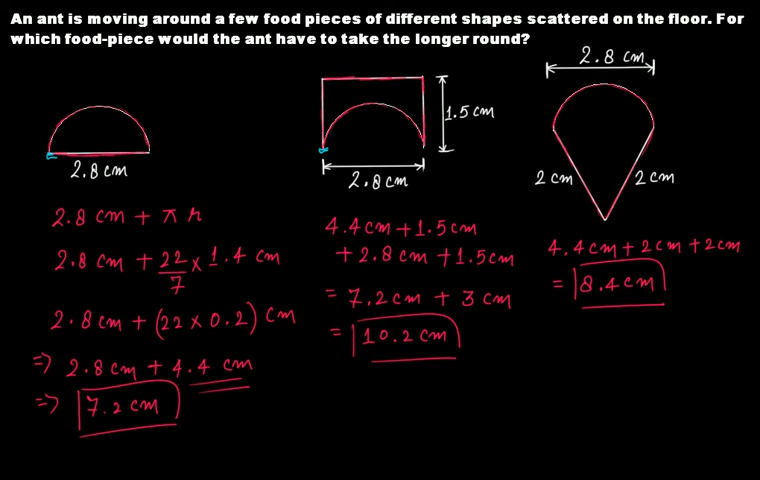 An ant is moving around a few food pieces of different shapes scattered on the floor. For
which food-piece would the ant have to take the longer round?
2.8 cm
2.8 cm + π r
2.8 cm + 22/7 × 1.4 cm
2.8 cm + (22 × 0.2) cm
⇒ 2.8 cm + 4.4 cm
⇒ 7.2 cm
1.5 cm
2.8 cm
4.4 cm + 1.5 cm
+ 2.8 cm + 1.5 cm
= 7.2 cm + 3 cm
= 10.2 cm
2.8 cm
2 cm
2 cm
4.4 cm + 2 cm + 2 cm
= 8.4 cm